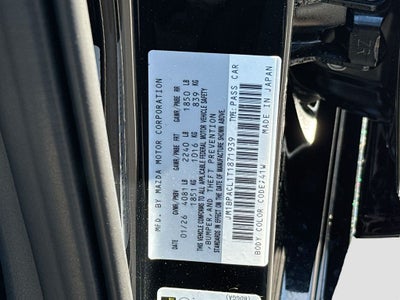 MFD. BY MAZDA MOTOR CORPORATION
01/26 GVWR/PNBV GAWR/PNBE FRT GAWR/PNBE RR
4081 LB 2240 LB 1850 LB
1851 KG 1016 KG 839 KG
THIS VEHICLE CONFORMS TO ALL APPLICABLE FEDERAL MOTOR VEHICLE SAFETY
/BUMPER,AND THEFT PREVENTION/
STANDARDS IN EFFECT ON THE DATE OF MANUFACTURE SHOWN ABOVE.
JM1BPACL1T1871939 TYPE:PASS CAR
BODY COLOR CODE/41W MADE IN JAPAN